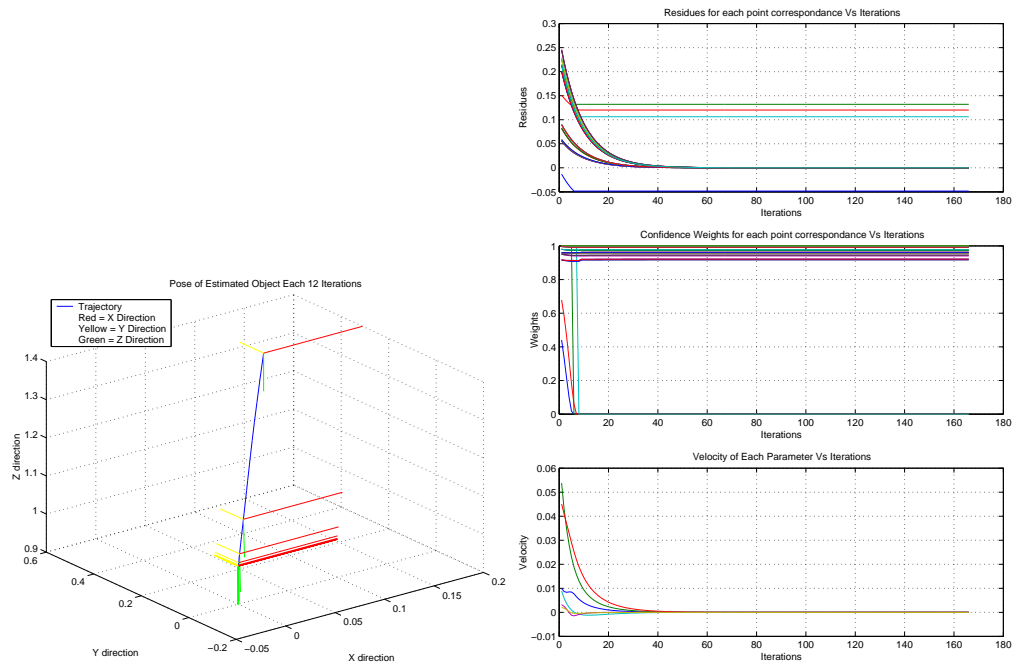 Residues for each point correspondance Vs Iterations
0.3
0.25
0.2
0.15
0.1
0.05
0
−0.05
Residues
0 20 40 60 80 100 120 140 160 180
Iterations
Confidence Weights for each point correspondance Vs Iterations
1
0.8
0.6
0.4
0.2
0
Weights
0 20 40 60 80 100 120 140 160 180
Iterations
Pose of Estimated Object Each 12 Iterations
Trajectory
Red = X Direction
Yellow = Y Direction
Green = Z Direction
1.4
1.3
1.2
1.1
1
0.9
Z direction
0.6
0.4
0.2
0
−0.2
Y direction
−0.05
0
0.05
0.1
0.15
0.2
X direction
Velocity of Each Parameter Vs Iterations
0.06
0.05
0.04
0.03
0.02
0.01
0
−0.01
Velocity
0 20 40 60 80 100 120 140 160 180
Iterations